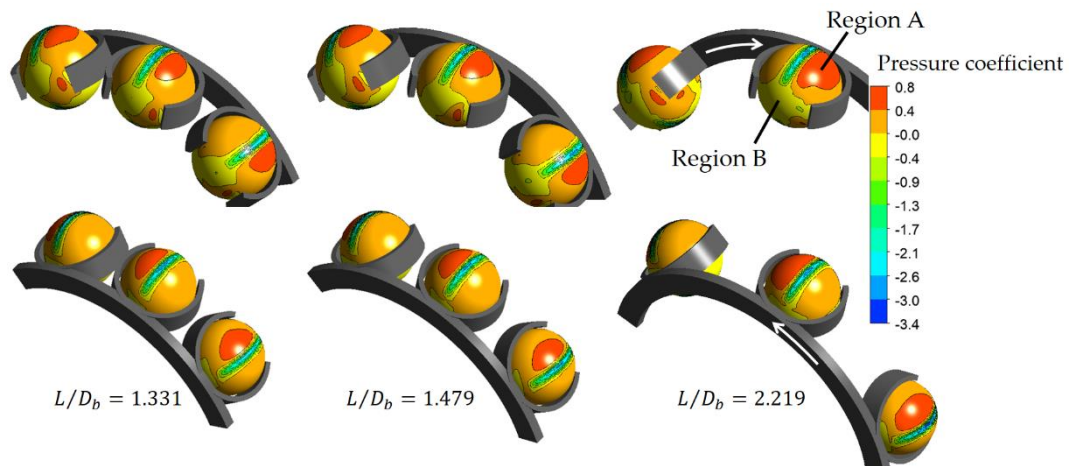 Region A
Pressure coefficient
0.8
0.4
-0.0
-0.4
-0.9
-1.3
-1.7
-2.1
-2.6
-3.0
-3.4
Region B
L/D_b = 1.331
L/D_b = 1.479
L/D_b = 2.219